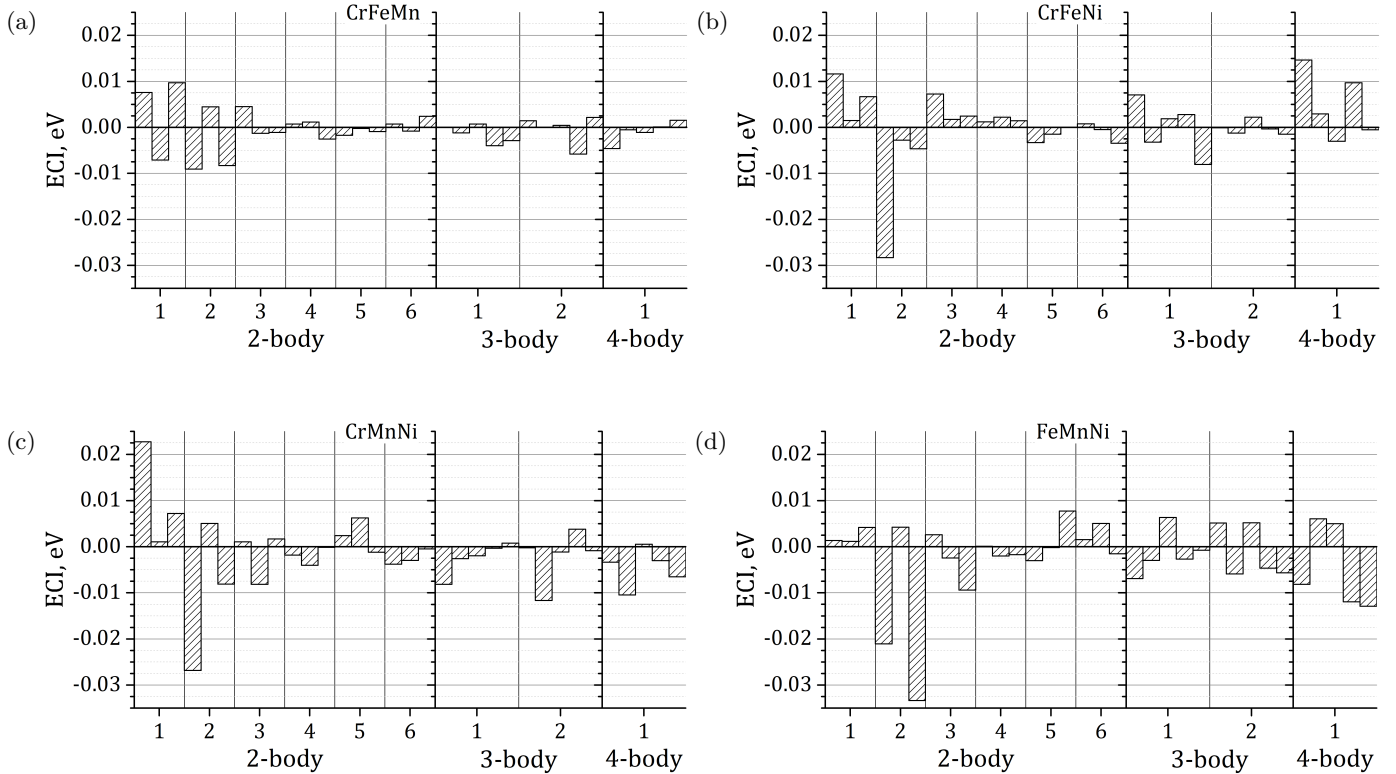 (a)
CrFeMn
0.02
0.01
0.00
-0.01
-0.02
-0.03
ECI, eV
1 2 3 4 5 6 1 2 1
2-body 3-body 4-body
(b)
CrFeNi
0.02
0.01
0.00
-0.01
-0.02
-0.03
ECI, eV
1 2 3 4 5 6 1 2 1
2-body 3-body 4-body
(c)
CrMnNi
0.02
0.01
0.00
-0.01
-0.02
-0.03
ECI, eV
1 2 3 4 5 6 1 2 1
2-body 3-body 4-body
(d)
FeMnNi
0.02
0.01
0.00
-0.01
-0.02
-0.03
ECI, eV
1 2 3 4 5 6 1 2 1
2-body 3-body 4-body